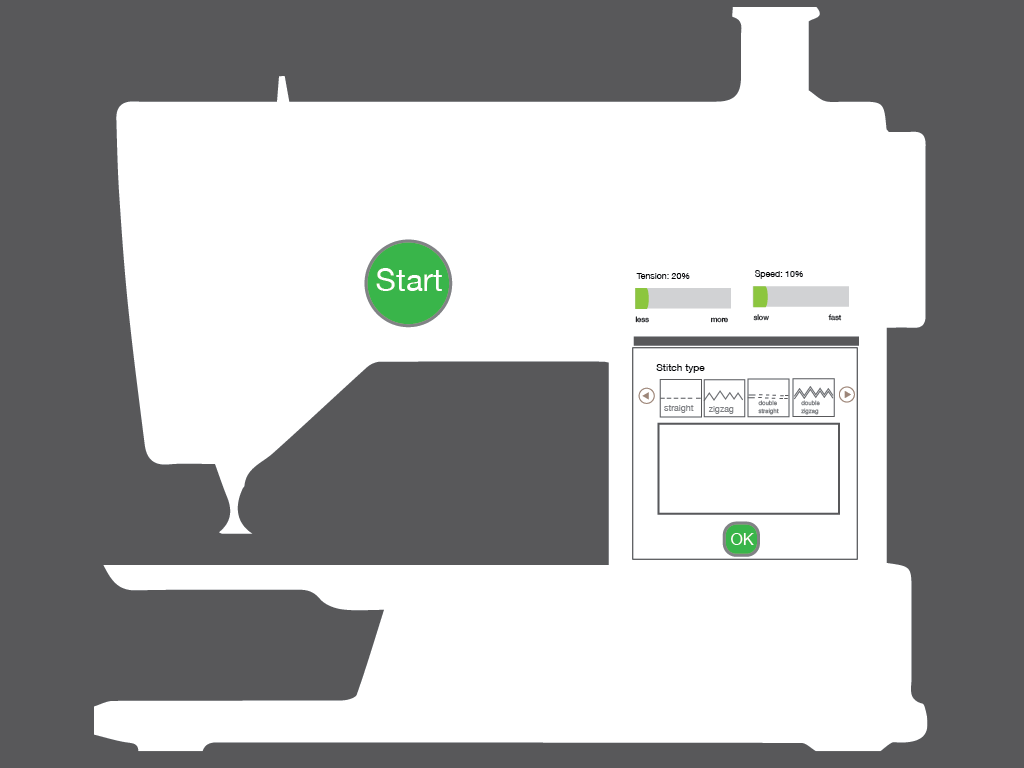 Start
Tension: 20%
Speed: 10%
less
more
slow
fast
Stitch type
straight
zigzag
double
straight
double
zigzag
OK